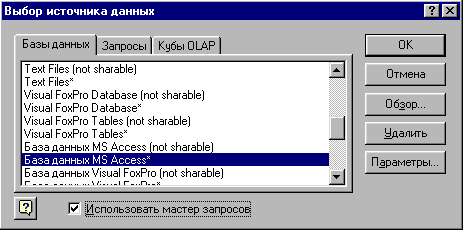 Выбор источника данных
Базы данных Запросы Кубы OLAP
Text Files (not sharable)
Text Files*
Visual FoxPro Database (not sharable)
Visual FoxPro Database*
Visual FoxPro Tables (not sharable)
Visual FoxPro Tables*
База данных MS Access (not sharable)
База данных MS Access*
База данных Visual FoxPro (not sharable)
База данных Visual FoxPro*
Использовать мастер запросов
OK
Отмена
Обзор...
Удалить
Параметры...